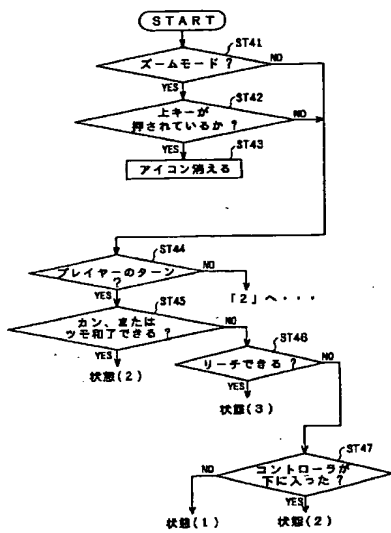 START
ST41
ズームモード ?
NO
YES
ST42
上キーが
押されているか ?
NO
YES
ST43
アイコン消える
ST44
プレイヤーのターン
?
NO
「2」へ・・・
YES
ST45
カン、または
ツモ和了できる ?
NO
YES
状態(2)
ST46
リーチできる ?
NO
YES
状態(3)
ST47
コントローラが
下に入った ?
NO
YES
状態(1)
状態(2)